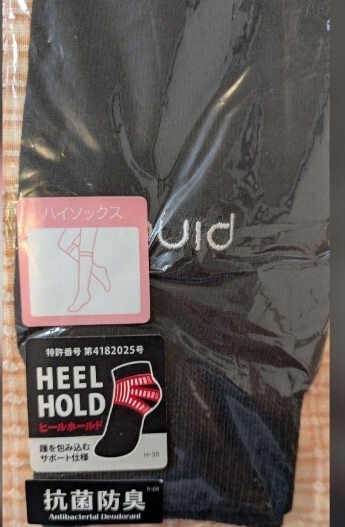 ハイソックス
特許番号 第4182025号
HEEL
HOLD
ヒールホールド
踵を包み込む
サポート仕様
H-39
抗菌防臭
Antibacterial Deodorant